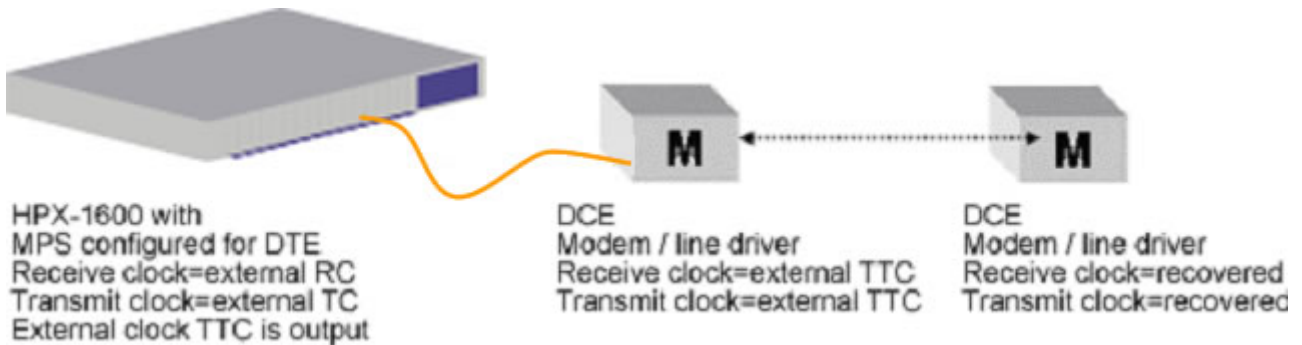 M
M
HPX-1600 with
MPS configured for DTE
Receive clock=external RC
Transmit clock=external TC
External clock TTC is output
DCE
Modem / line driver
Receive clock=external TTC
Transmit clock=external TTC
DCE
Modem / line driver
Receive clock=recovered
Transmit clock=recovered